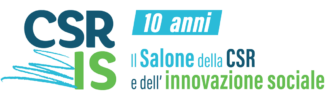 CSR
IS
10 anni
Il Salone della CSR
e dell' innovazione sociale